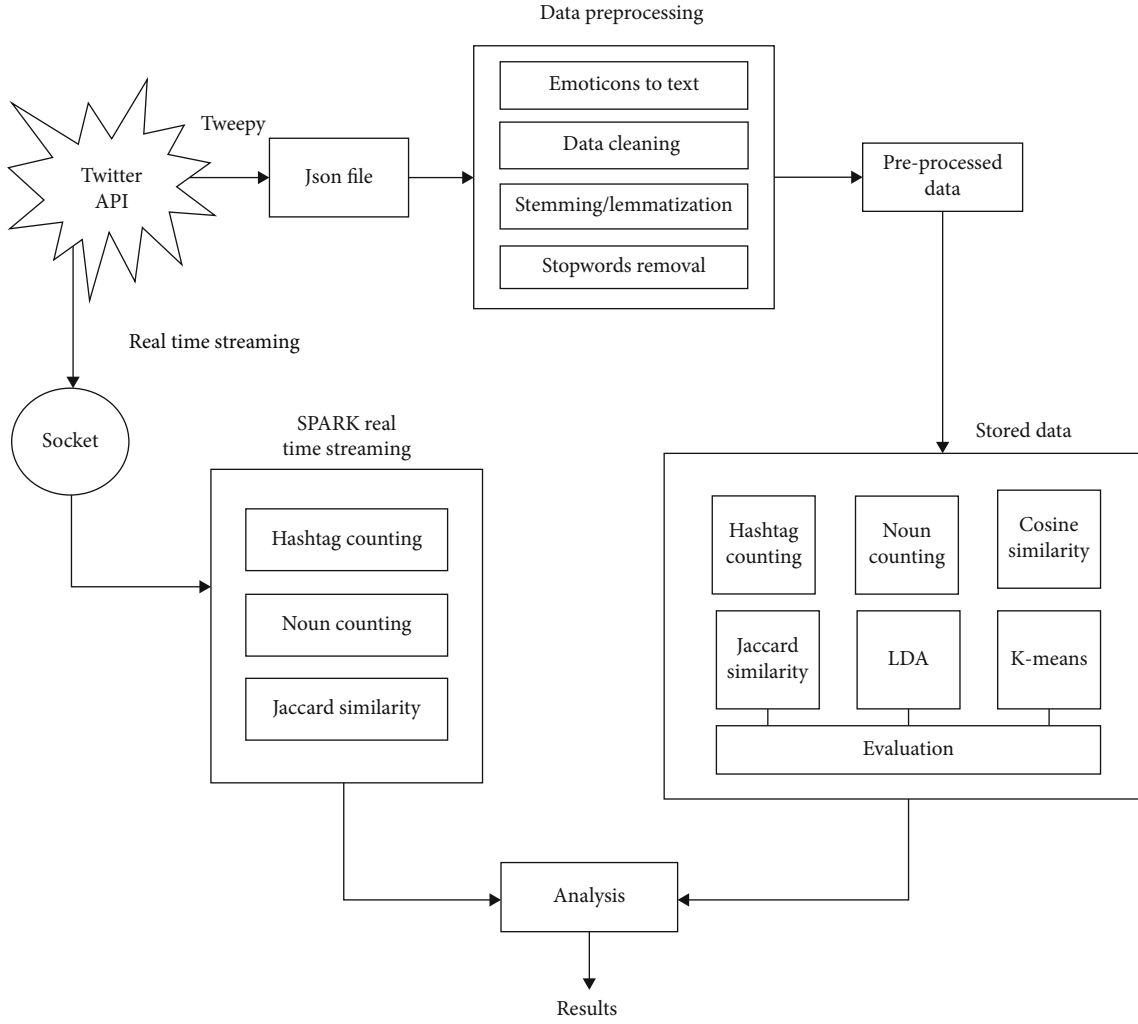 Data preprocessing
Emoticons to text
Data cleaning
Stemming/lemmatization
Stopwords removal
Tweepy
Twitter
API
Json file
Pre-processed
data
Real time streaming
Socket
SPARK real
time streaming
Hashtag counting
Noun counting
Jaccard similarity
Stored data
Hashtag
counting
Noun
counting
Cosine
similarity
Jaccard
similarity
LDA
K-means
Evaluation
Analysis
Results